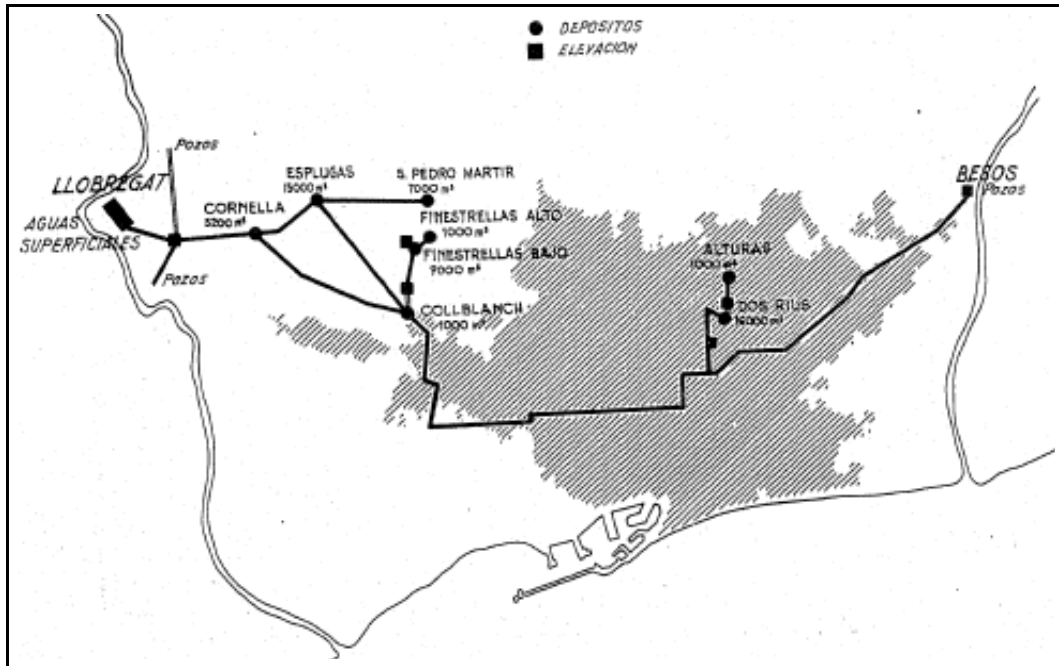 DEPOSITOS
ELEVACION
Pozos
LLOBREGAT
AGUAS
SUPERFICIALES
Pozos
CORNELLA
5200 m³
ESPLUGAS
15000 m³
S. PEDRO MARTIR
7000 m³
FINESTRELLAS ALTO
1000 m³
FINESTRELLAS BAJO
7000 m³
COLLBLANCH
1000 m³
ALTURAS
1000 m³
DOS RIUS
16000 m³
BESOS
Pozos